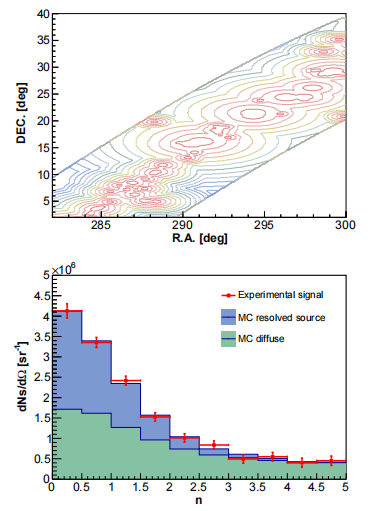 40
35
30
25
20
15
10
5
DEC. [deg]
285 290 295 300
R.A. [deg]
×10⁶
5
4.5
4
3.5
3
2.5
2
1.5
1
0.5
0
dNs/dΩ [sr⁻¹]
Experimental signal
MC resolved source
MC diffuse
0 0.5 1 1.5 2 2.5 3 3.5 4 4.5 5
n